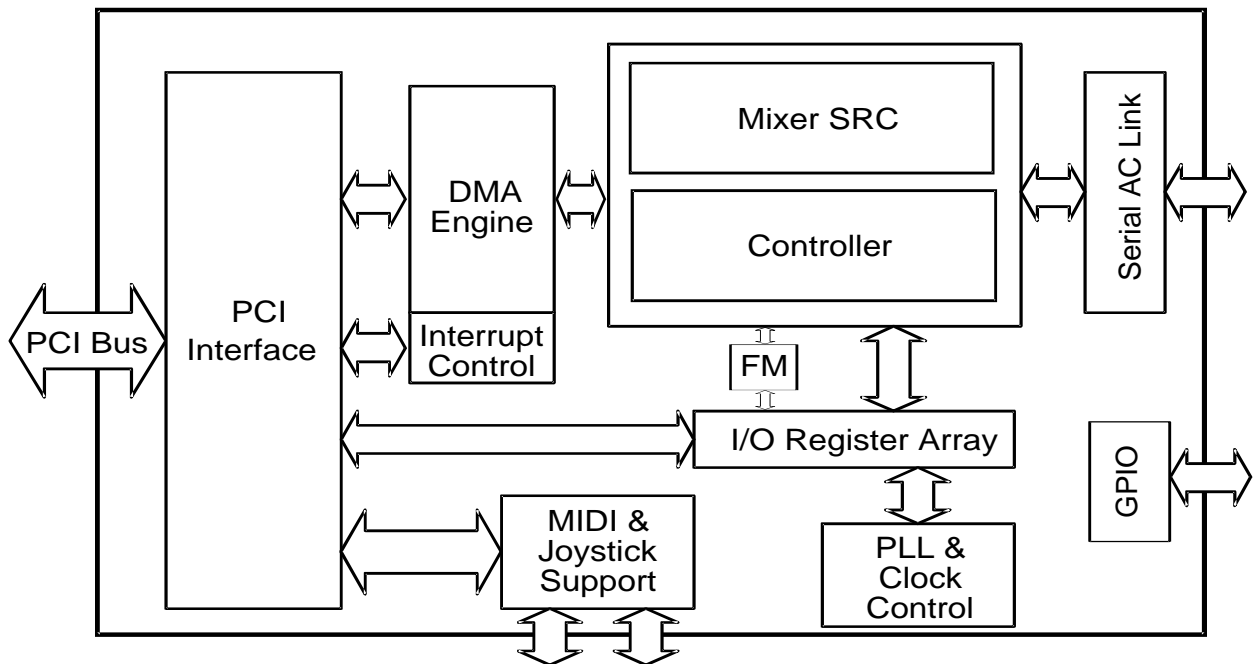 Mixer SRC
Serial AC Link
DMA
Engine
Controller
PCI Bus
PCI
Interface
Interrupt
Control
FM
I/O Register Array
GPIO
MIDI &
Joystick
Support
PLL &
Clock
Control